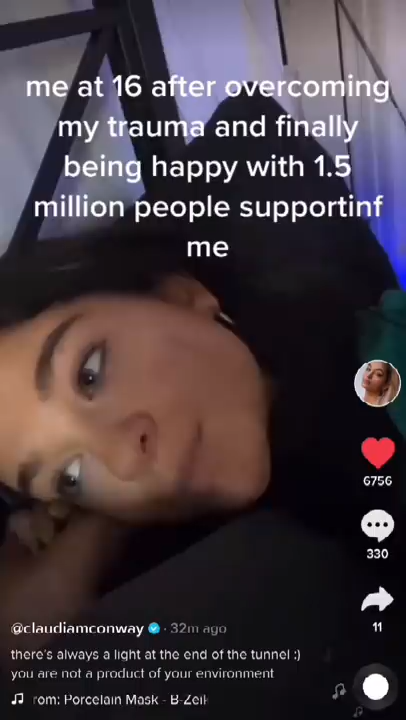 me at 16 after overcoming
my trauma and finally
being happy with 1.5
million people supportinf
me
6756
330
11
@claudiamconway · 32m ago
there's always a light at the end of the tunnel :)
you are not a product of your environment
rom: Porcelain Mask - B-Zeik